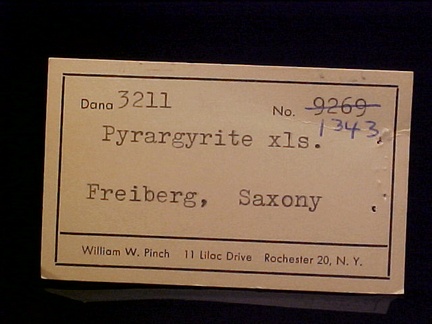 Dana 3211 No. 9269
1343
Pyrargyrite xls.
Freiberg, Saxony
William W. Pinch 11 Lilac Drive Rochester 20, N. Y.